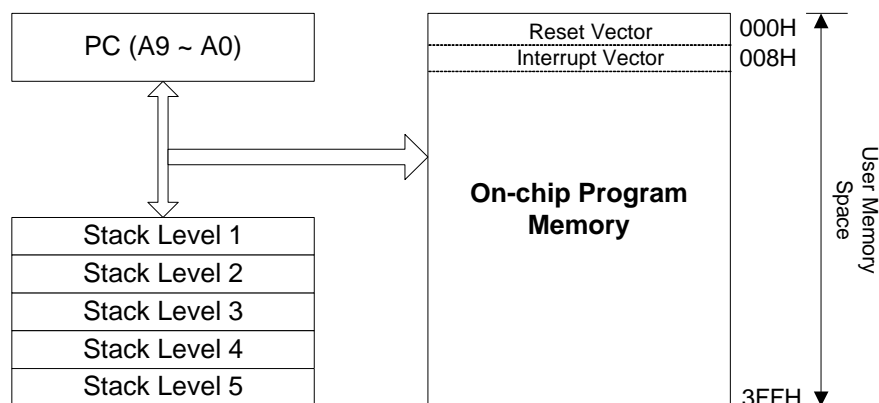 PC (A9 ~ A0)
Stack Level 1
Stack Level 2
Stack Level 3
Stack Level 4
Stack Level 5
Reset Vector
Interrupt Vector
On-chip Program
Memory
000H
008H
3FFH
User Memory
Space